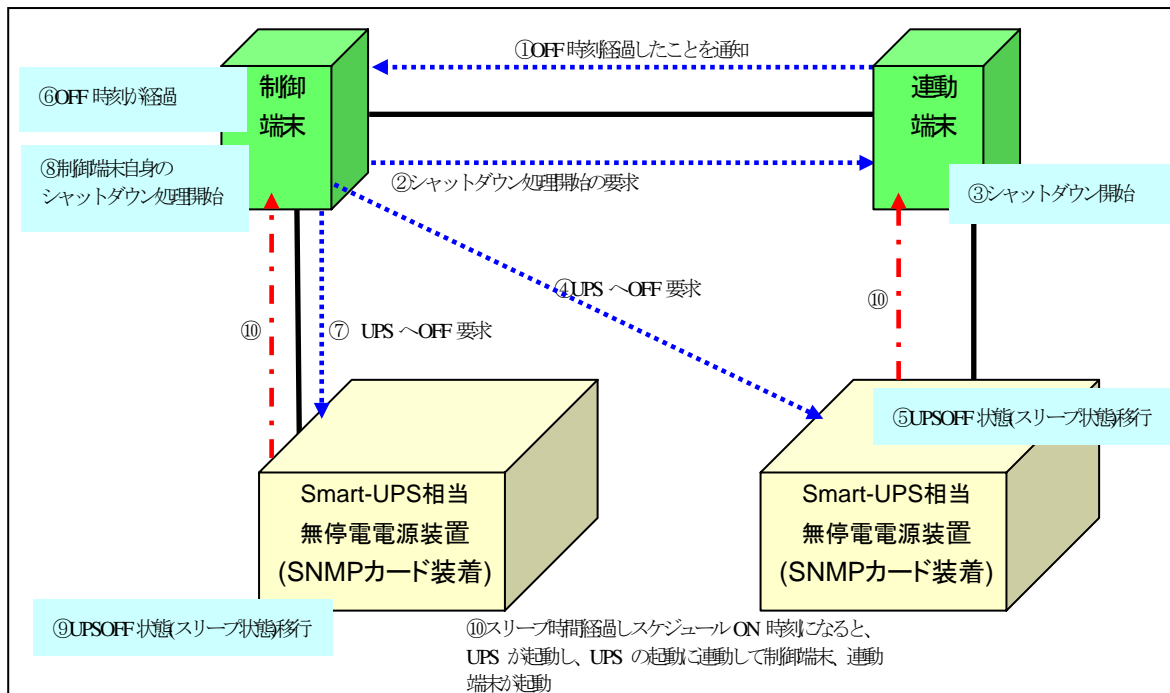 ①OFF 時刻経過したことを通知
制御
端末
連動
端末
⑥OFF 時刻が経過
⑧制御端末自身の
シャットダウン処理開始
②シャットダウン処理開始の要求
③シャットダウン開始
④UPS へOFF 要求
⑩
⑦ UPS へOFF 要求
⑩
⑤UPSOFF 状態(スリープ状態)移行
Smart-UPS相当
無停電電源装置
(SNMPカード装着)
Smart-UPS相当
無停電電源装置
(SNMPカード装着)
⑨UPSOFF 状態(スリープ状態)移行
⑩スリープ時間経過しスケジュール ON 時刻になると、
UPS が起動し、UPS の起動に連動して制御端末、連動
端末が起動